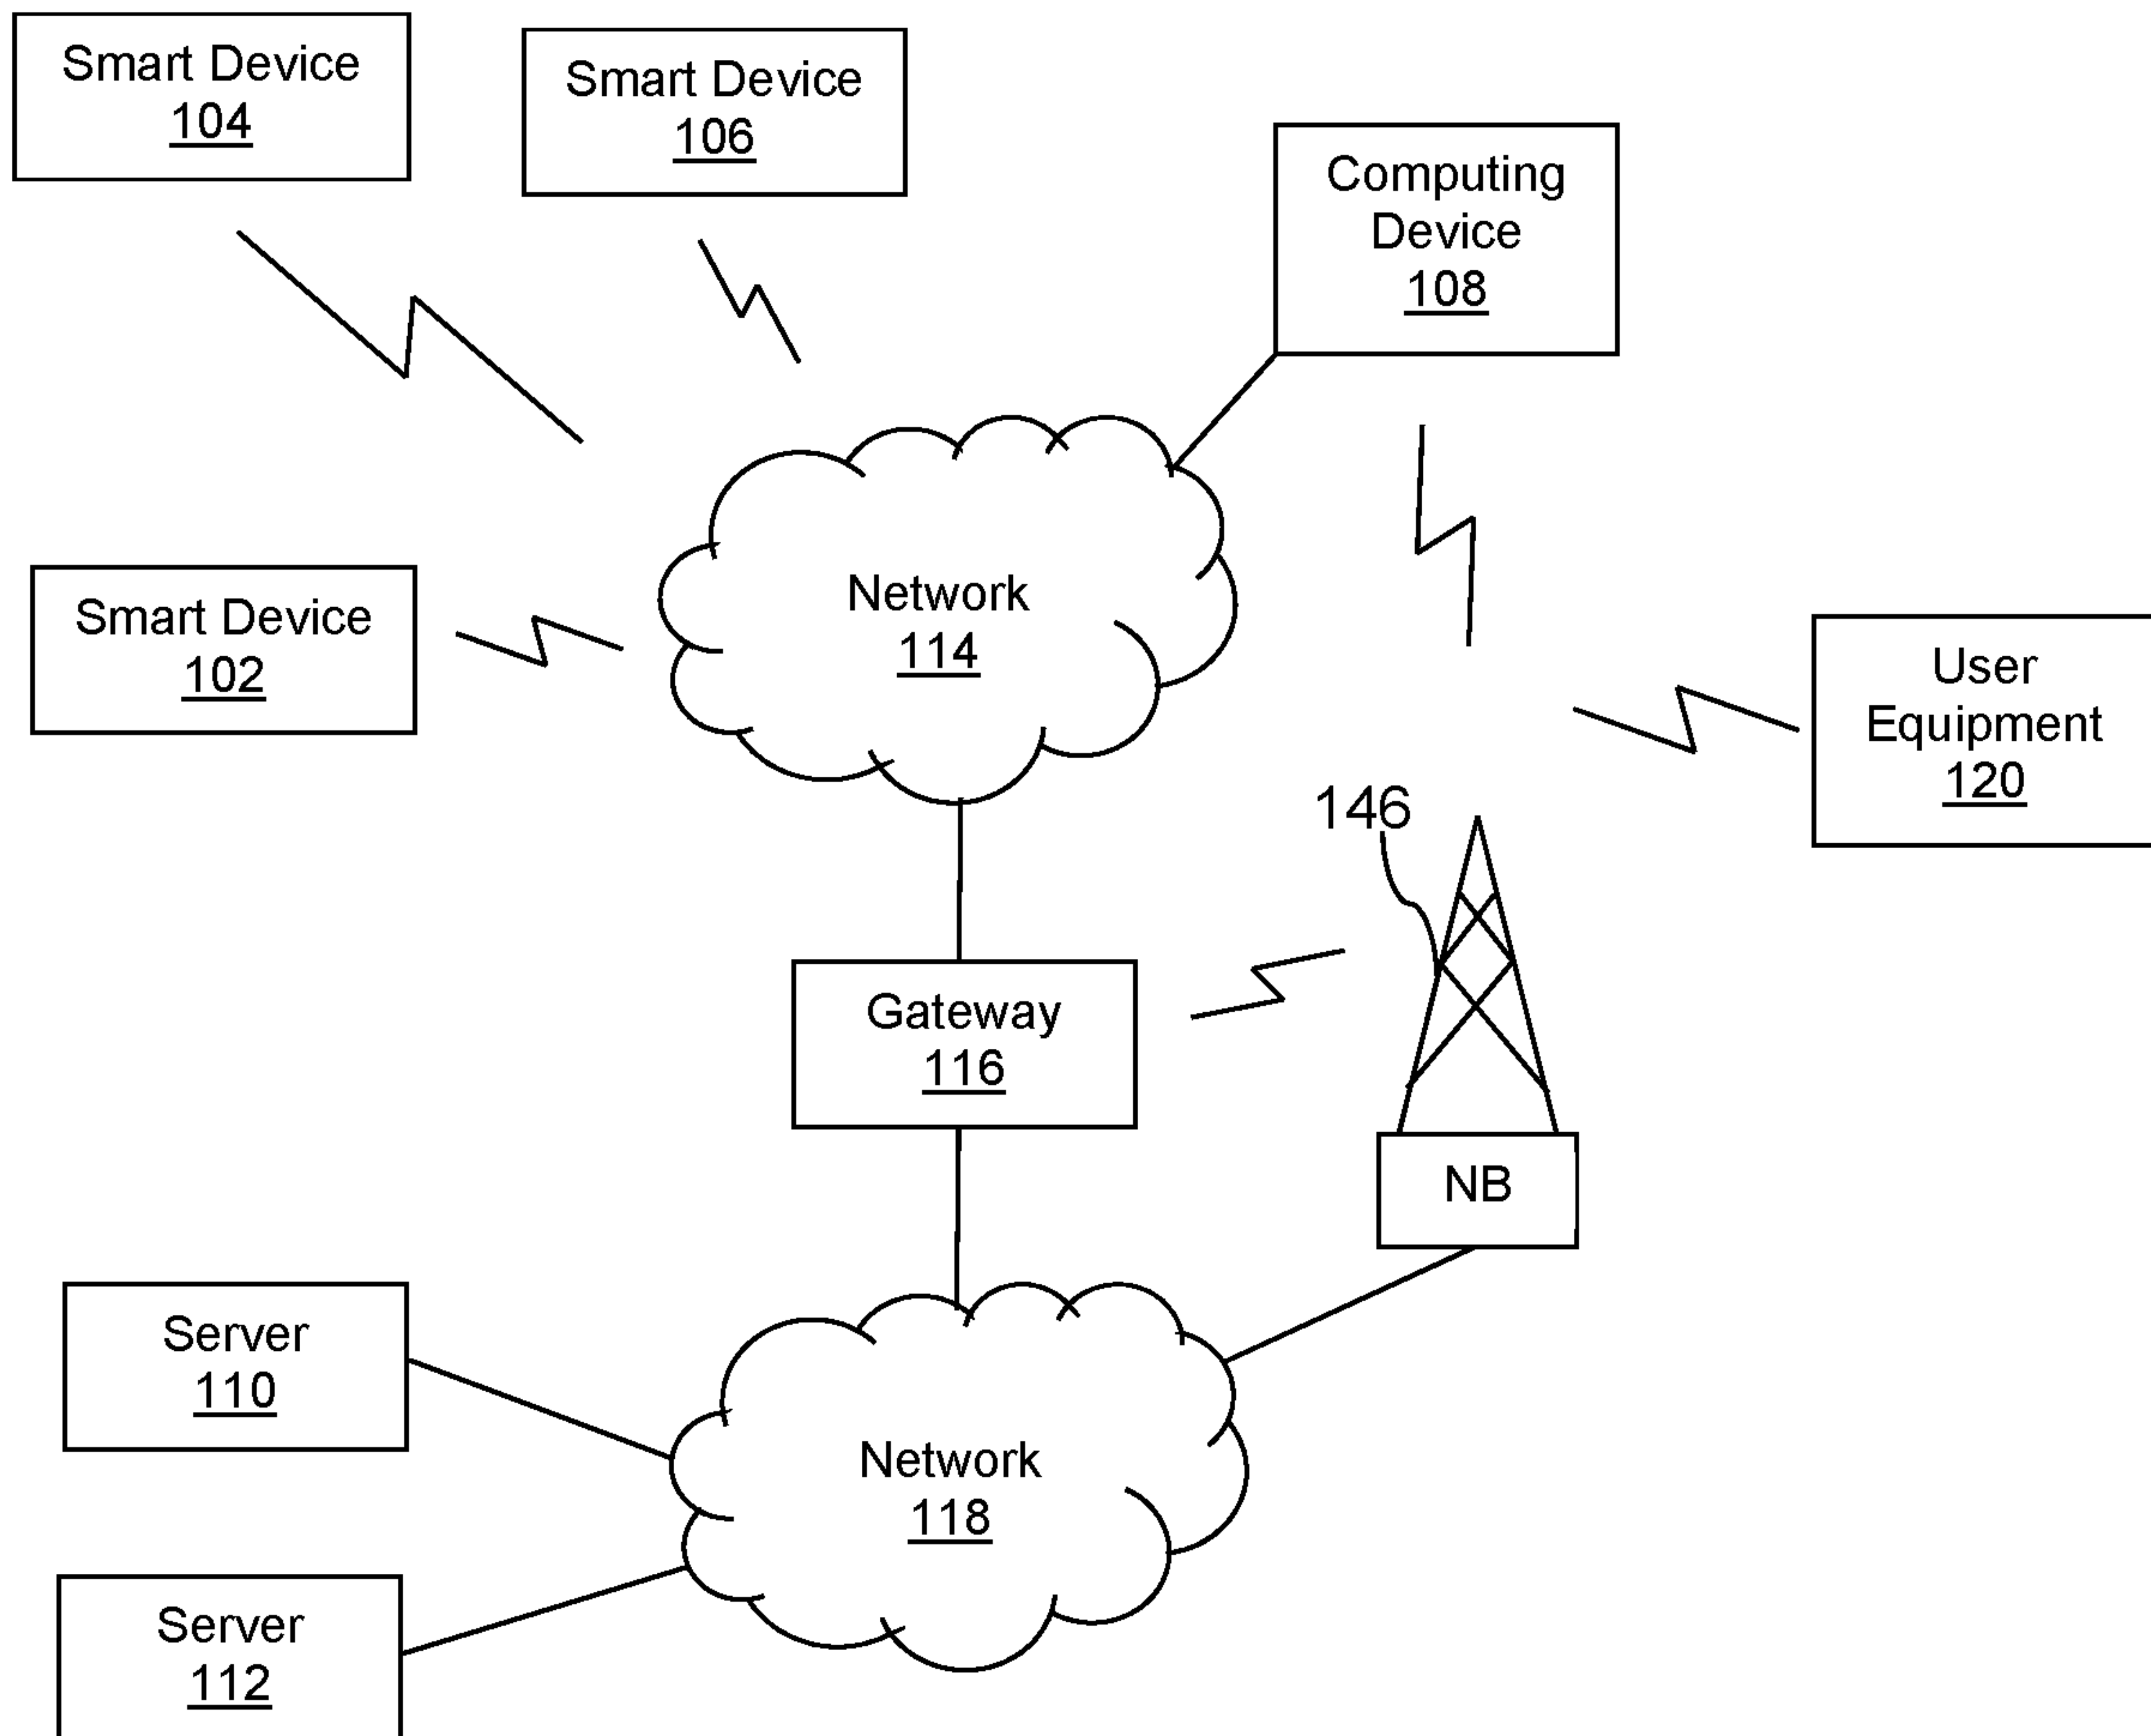 Smart Device
104
Smart Device
106
Computing
Device
108
Network
114
Smart Device
102
User
Equipment
120
146
Gateway
116
NB
Server
110
Network
118
Server
112